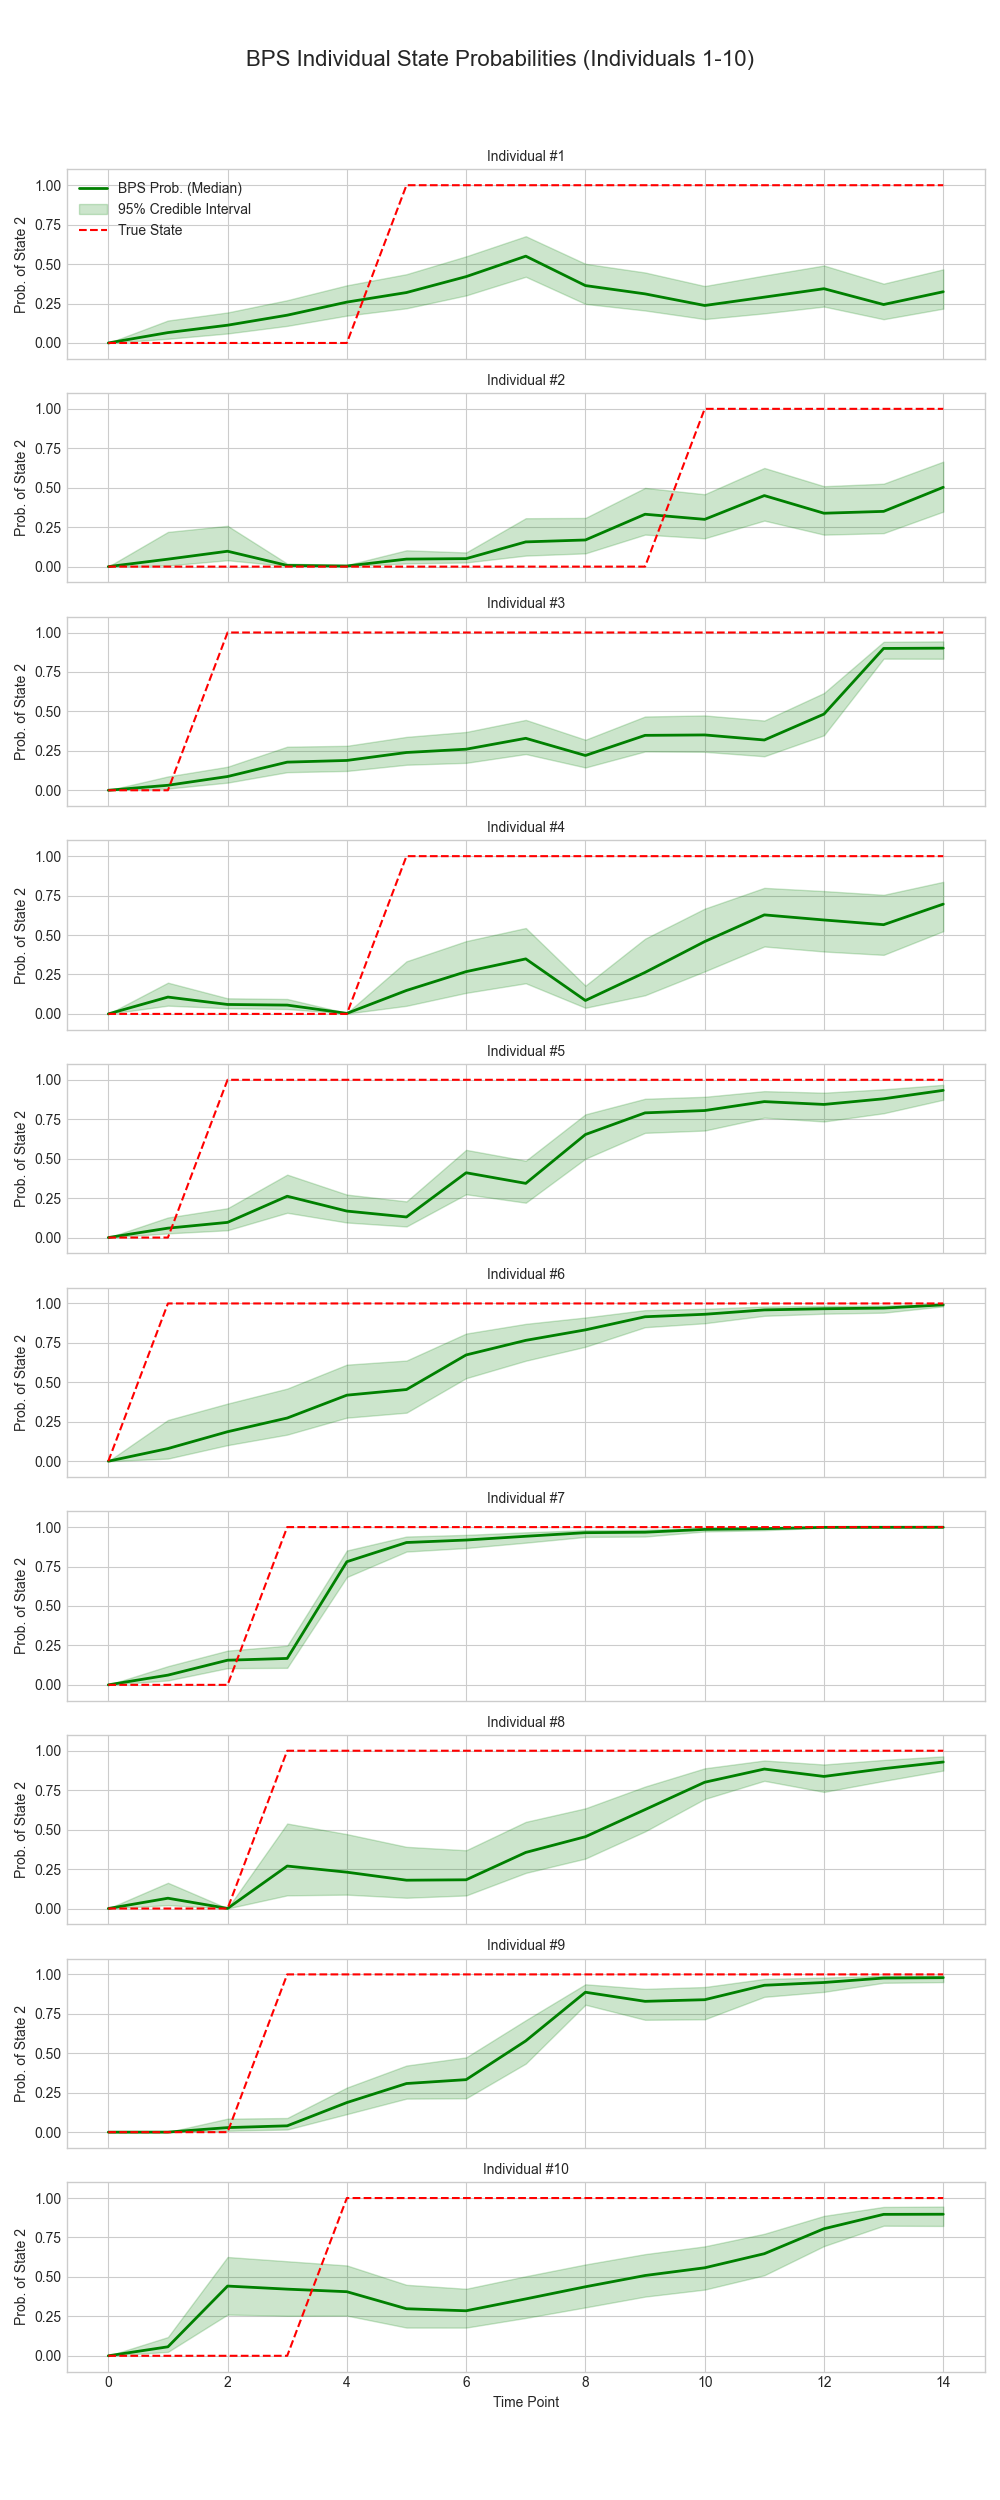 BPS Individual State Probabilities (Individuals 1-10)
Individual #1
1.00
0.75
0.50
0.25
0.00
Prob. of State 2
BPS Prob. (Median)
95% Credible Interval
True State
Individual #2
1.00
0.75
0.50
0.25
0.00
Prob. of State 2
Individual #3
1.00
0.75
0.50
0.25
0.00
Prob. of State 2
Individual #4
1.00
0.75
0.50
0.25
0.00
Prob. of State 2
Individual #5
1.00
0.75
0.50
0.25
0.00
Prob. of State 2
Individual #6
1.00
0.75
0.50
0.25
0.00
Prob. of State 2
Individual #7
1.00
0.75
0.50
0.25
0.00
Prob. of State 2
Individual #8
1.00
0.75
0.50
0.25
0.00
Prob. of State 2
Individual #9
1.00
0.75
0.50
0.25
0.00
Prob. of State 2
Individual #10
1.00
0.75
0.50
0.25
0.00
Prob. of State 2
0 2 4 6 8 10 12 14
Time Point